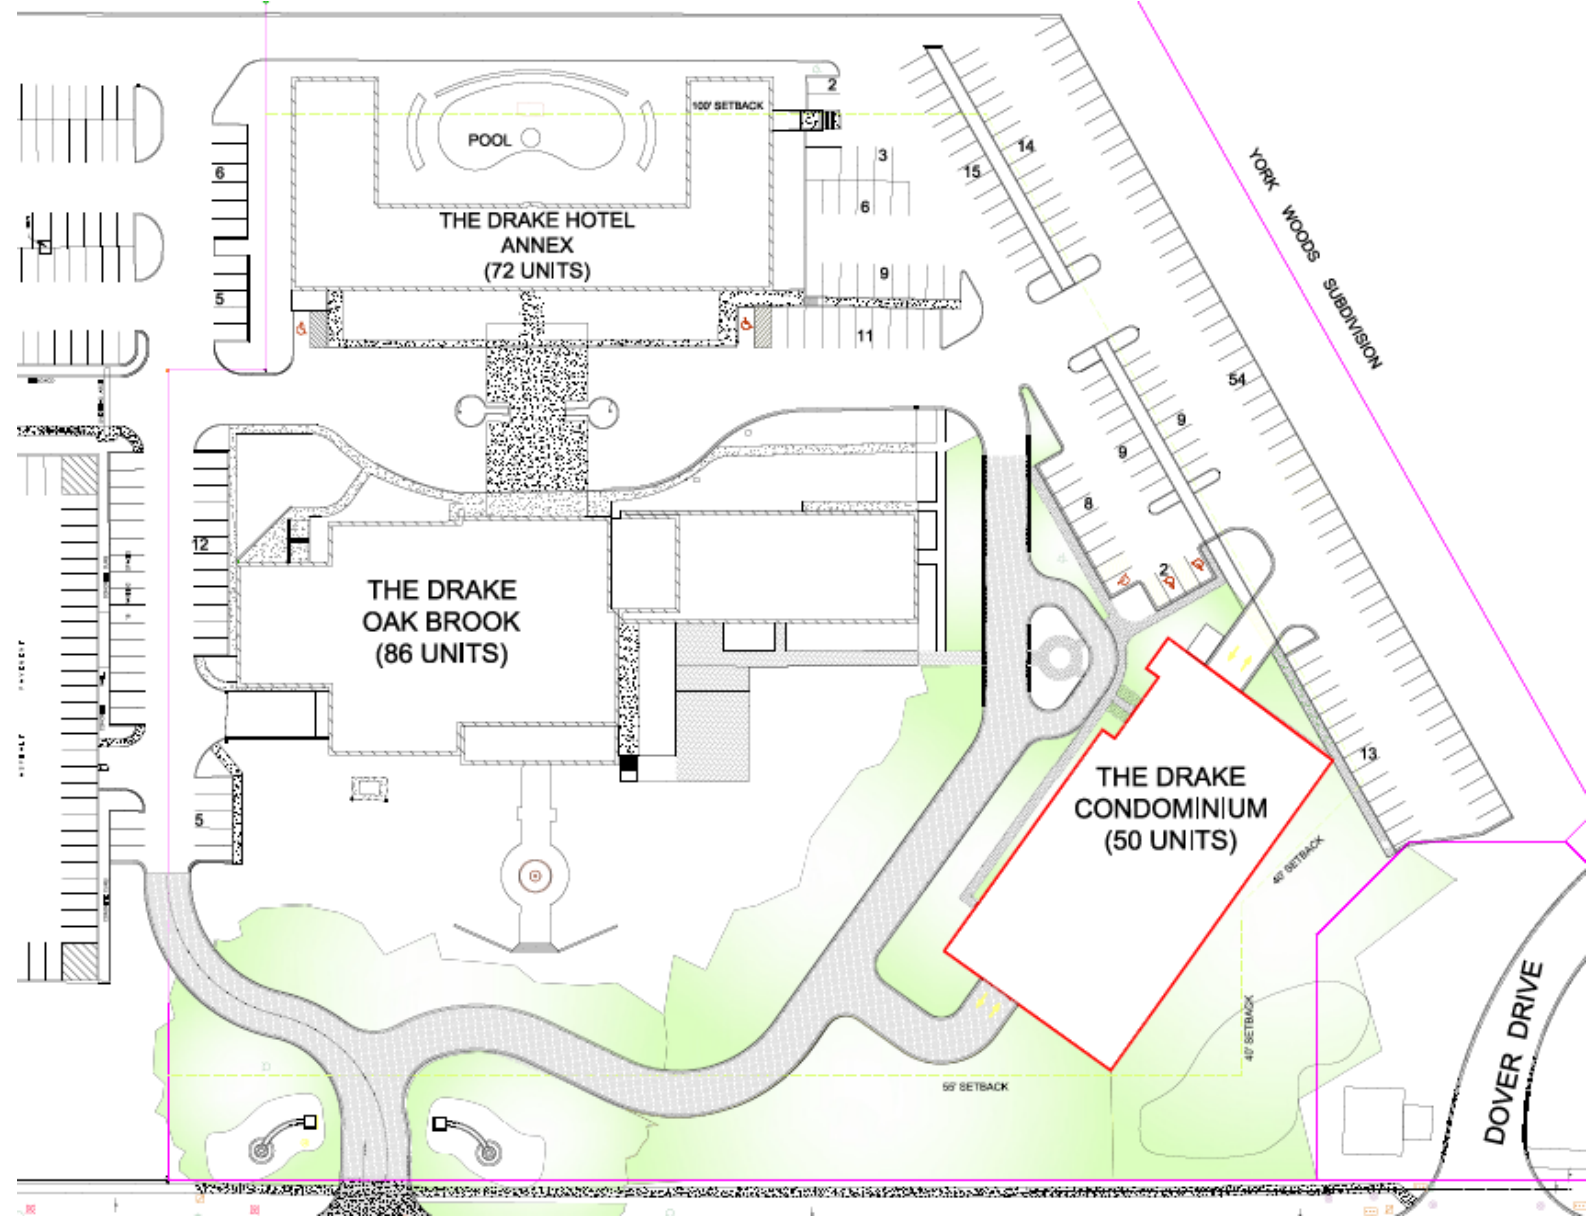 2
100' SETBACK
POOL
14
3
15
6
6
THE DRAKE HOTEL
ANNEX
(72 UNITS)
YORK WOODS SUBDIVISION
9
5
11
54
9
9
8
12
2
THE DRAKE
OAK BROOK
(86 UNITS)
13
THE DRAKE
CONDOMINIUM
(50 UNITS)
5
40' SETBACK
40' SETBACK
55' SETBACK
DOVER DRIVE
ASPHALT PAVEMENT